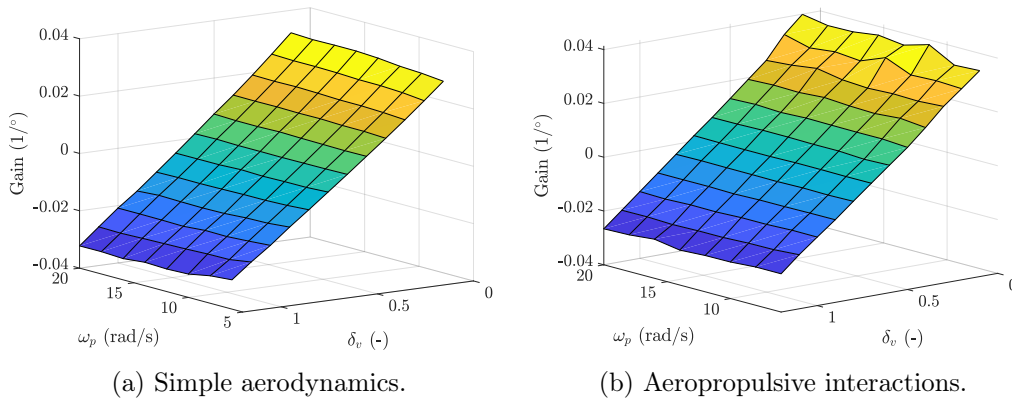 0.04
0.02
0
-0.02
-0.04
Gain (1/°)
20
15
10
5
ω_p (rad/s)
1
0.5
0
δ_v (-)
(a) Simple aerodynamics.
0.04
0.02
0
-0.02
-0.04
Gain (1/°)
20
15
10
ω_p (rad/s)
1
0.5
0
δ_v (-)
(b) Aeropropulsive interactions.